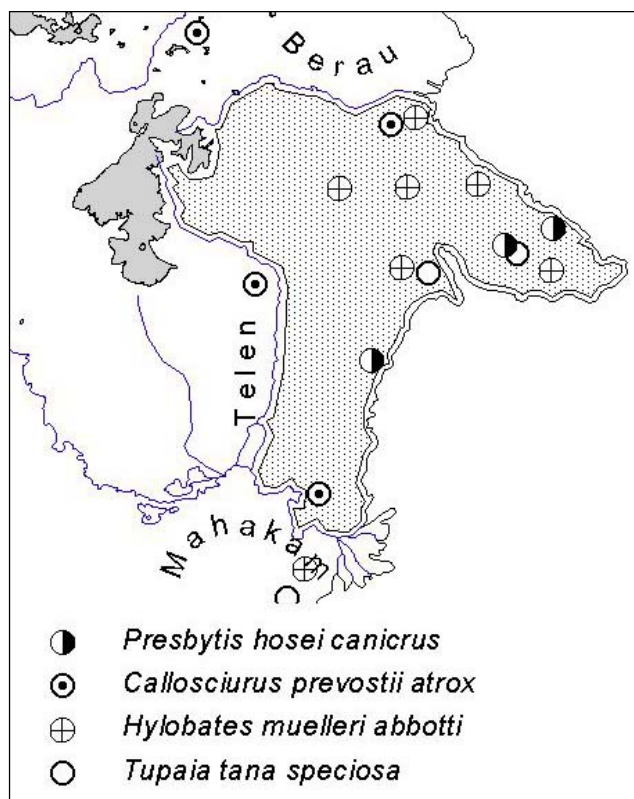 Berau
Telen
Mahakam
Presbytis hosei canicrus
Callosciurus prevostii atrox
Hylobates muelleri abbotti
Tupaia tana speciosa